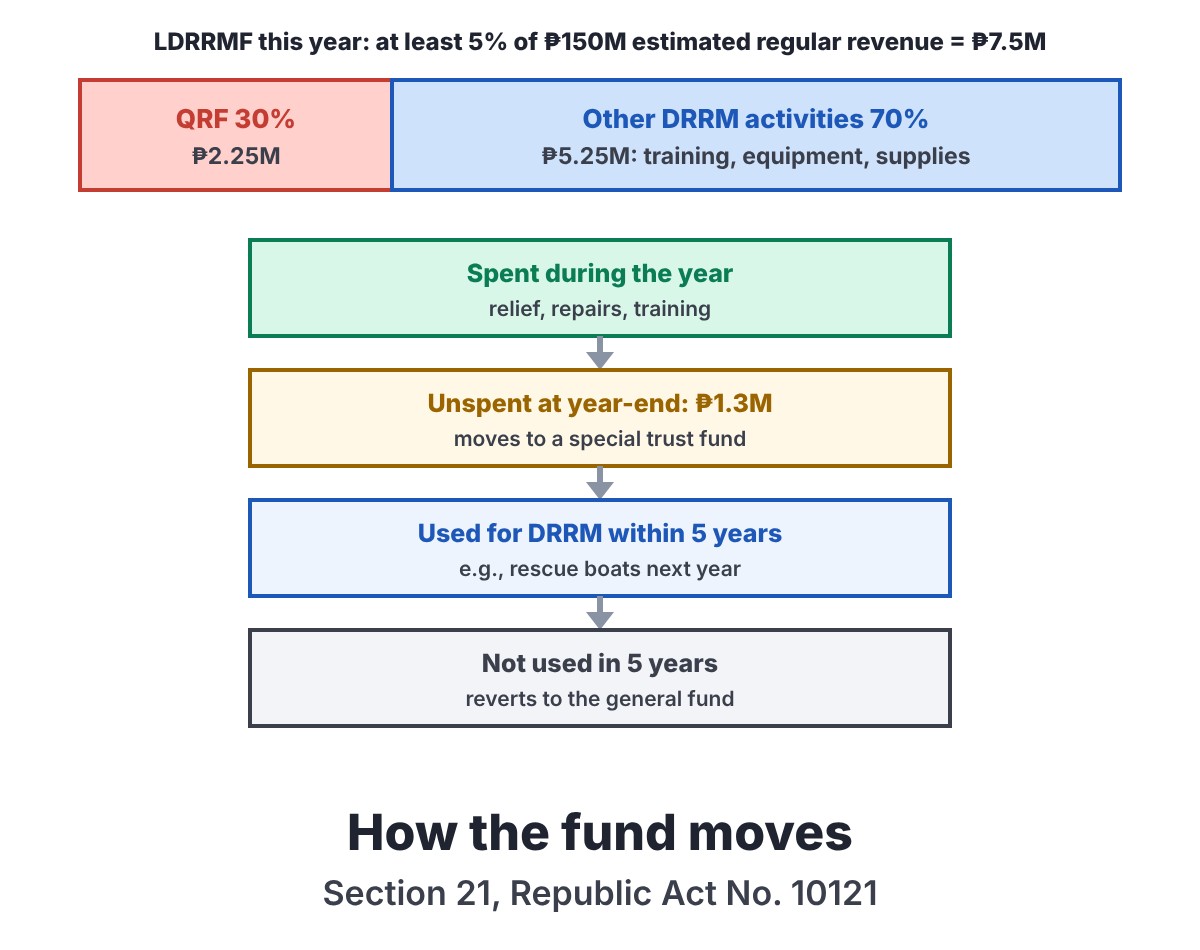 LDRRMF this year: at least 5% of ₱150M estimated regular revenue = ₱7.5M
QRF 30%
₱2.25M
Other DRRM activities 70%
₱5.25M: training, equipment, supplies
Spent during the year
relief, repairs, training
Unspent at year-end: ₱1.3M
moves to a special trust fund
Used for DRRM within 5 years
e.g., rescue boats next year
Not used in 5 years
reverts to the general fund
How the fund moves
Section 21, Republic Act No. 10121